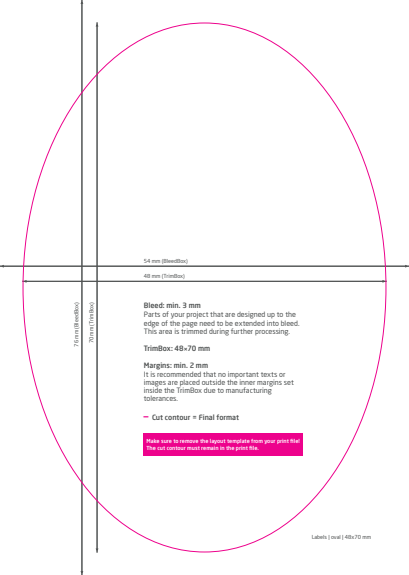 54 mm (BleedBox)
48 mm (TrimBox)
76 mm (BleedBox)
70 mm (TrimBox)
Bleed: min. 3 mm
Parts of your project that are designed up to the
edge of the page need to be extended into bleed.
This area is trimmed during further processing.
TrimBox: 48×70 mm
Margins: min. 2 mm
It is recommended that no important texts or
images are placed outside the inner margins set
inside the TrimBox due to manufacturing
tolerances.
Cut contour = Final format
Make sure to remove the layout template from your print file!
The cut contour must remain in the print file.
Labels | oval | 48x70 mm